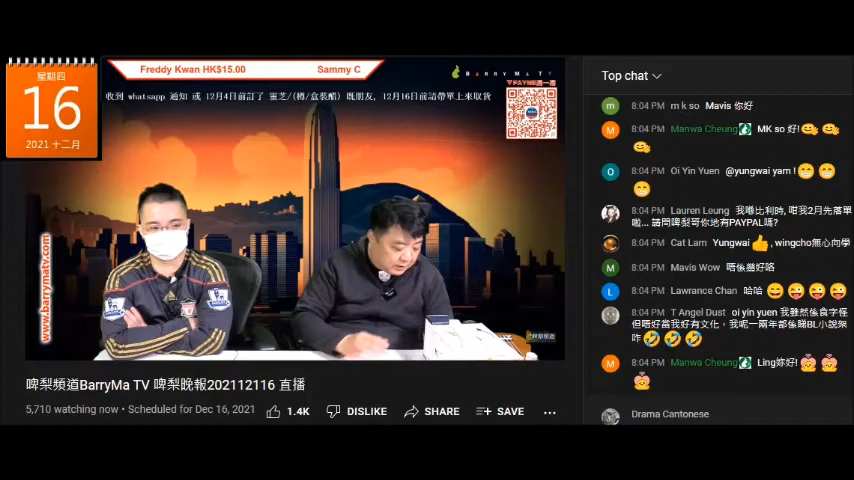 星期四
16
2021 十二月
Freddy Kwan HK$15.00
Sammy C
BARRYMATV
收到 whatsapp 通知 或 12月4日前訂了 靈芝/(樽/盒裝醋) 既朋友, 12月16日前請帶單上來取貨
www.barrymatv.com
啤梨頻道
啤梨頻道BarryMa TV 啤梨晚報202112116 直播
5,710 watching now • Scheduled for Dec 16, 2021
1.4K
DISLIKE
SHARE
SAVE
Top chat
m
8:04 PM m k so Mavis 你好
M
8:04 PM Manwa Cheung MK so 好!
O
8:04 PM Oi Yin Yuen @yungwai yam !
8:04 PM Lauren Leung 我喺比利時, 咁我2月先落單
啦... 請問啤梨哥你地有PAYPAL嗎?
8:04 PM Cat Lam Yungwai , wingcho無心向學
M
8:04 PM Mavis Wow 唔係幾好咯
L
8:04 PM Lawrance Chan 哈哈
8:04 PM T Angel Dust oi yin yuen 我雖然係食字怪
但唔好當我好有文化，我呢一兩年都係睇BL小說架
咋
M
8:04 PM Manwa Cheung Ling妳好!
Drama Cantonese